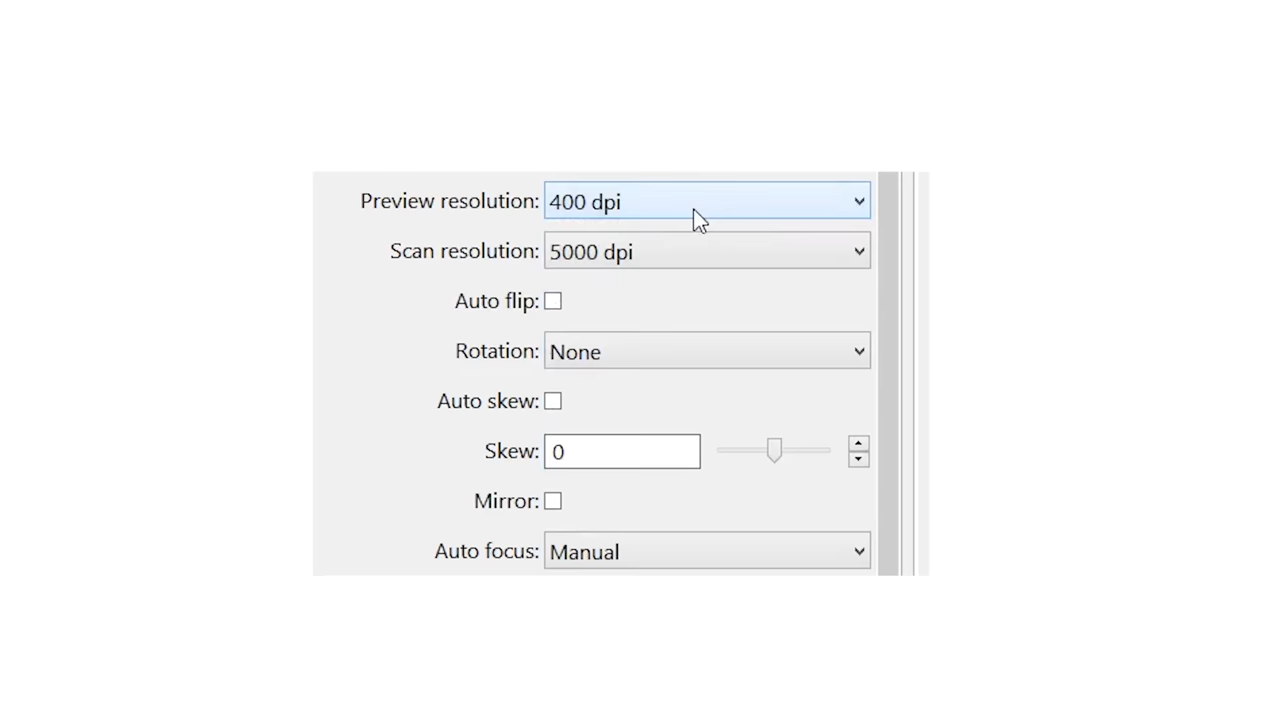 Preview resolution: 400 dpi
Scan resolution: 5000 dpi
Auto flip:
Rotation: None
Auto skew:
Skew: 0
Mirror:
Auto focus: Manual